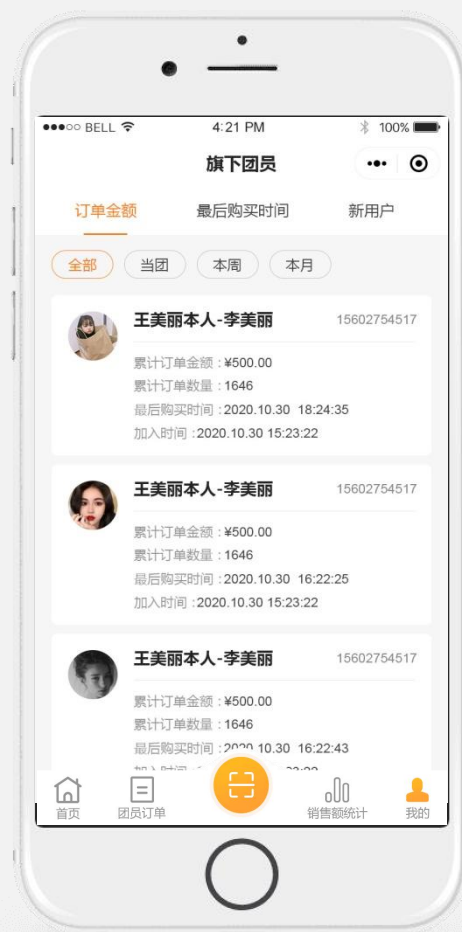 ●●●○○ BELL 4:21 PM 100%
旗下团员
订单金额 最后购买时间 新用户
全部 当团 本周 本月
王美丽本人-李美丽 15602754517
累计订单金额 : ¥500.00
累计订单数量 : 1646
最后购买时间 : 2020.10.30 18:24:35
加入时间 : 2020.10.30 15:23:22
王美丽本人-李美丽 15602754517
累计订单金额 : ¥500.00
累计订单数量 : 1646
最后购买时间 : 2020.10.30 16:22:25
加入时间 : 2020.10.30 15:23:22
王美丽本人-李美丽 15602754517
累计订单金额 : ¥500.00
累计订单数量 : 1646
最后购买时间 : 2020.10.30 16:22:43
首页 团员订单 销售额统计 我的